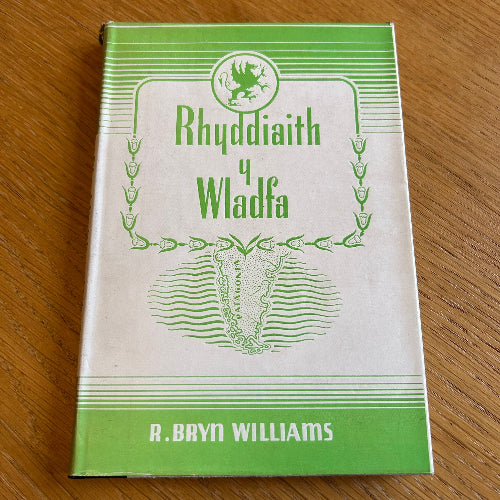 Rhyddiaith
y
Wladfa
R. BRYN WILLIAMS